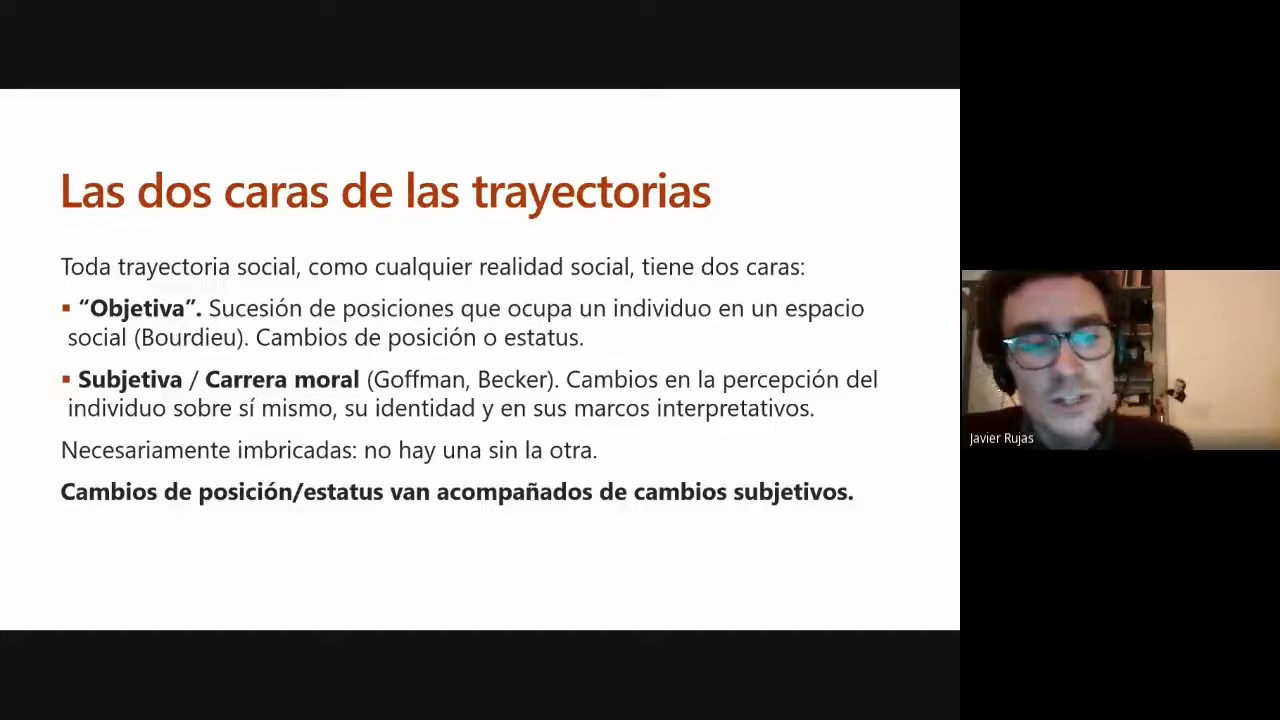 Las dos caras de las trayectorias
Toda trayectoria social, como cualquier realidad social, tiene dos caras:
▪ “Objetiva”. Sucesión de posiciones que ocupa un individuo en un espacio
social (Bourdieu). Cambios de posición o estatus.
▪ Subjetiva / Carrera moral (Goffman, Becker). Cambios en la percepción del
individuo sobre sí mismo, su identidad y en sus marcos interpretativos.
Necesariamente imbricadas: no hay una sin la otra.
Cambios de posición/estatus van acompañados de cambios subjetivos.
Javier Rujas